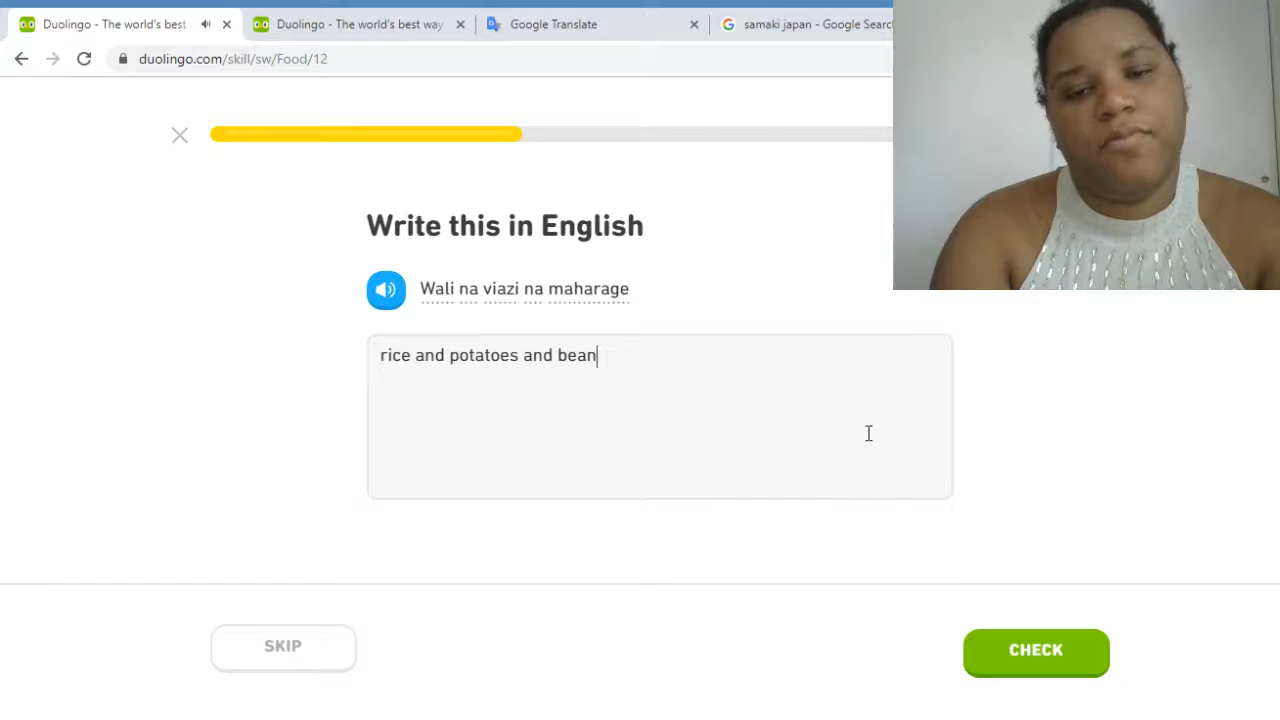 Duolingo - The world's best
Duolingo - The world's best way
Google Translate
samaki japan - Google Search
duolingo.com/skill/sw/Food/12
Write this in English
Wali na viazi na maharage
rice and potatoes and bean
SKIP
CHECK